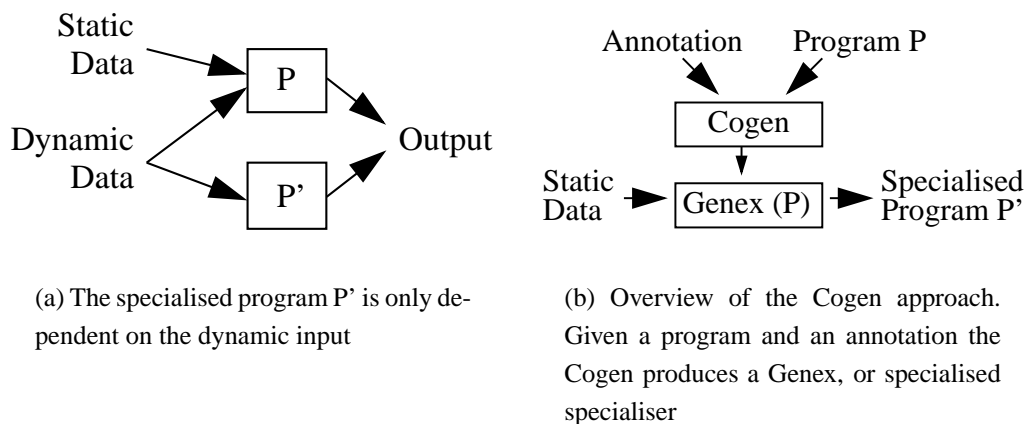 Static
Data
P
Dynamic
Data
Output
P'
(a) The specialised program P' is only de-
pendent on the dynamic input
Annotation
Program P
Cogen
Static
Data
Genex (P)
Specialised
Program P'
(b) Overview of the Cogen approach.
Given a program and an annotation the
Cogen produces a Genex, or specialised
specialiser